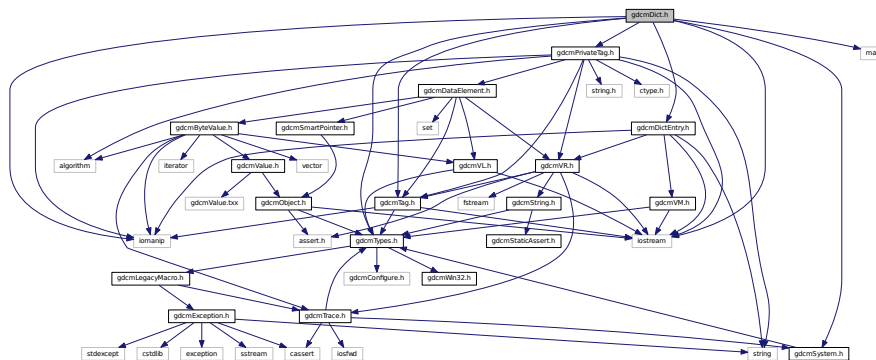 gdcmDict.h
gdcmPrivateTag.h
ma
gdcmDataElement.h
string.h
ctype.h
gdcmByteValue.h
gdcmSmartPointer.h
set
gdcmDictEntry.h
algorithm
iterator
gdcmValue.h
vector
gdcmVL.h
gdcmVR.h
gdcmValue.txx
gdcmObject.h
gdcmTag.h
fstream
gdcmString.h
gdcmVM.h
iomanip
assert.h
gdcmTypes.h
gdcmStaticAssert.h
iostream
gdcmLegacyMacro.h
gdcmConfigure.h
gdcmWin32.h
gdcmException.h
gdcmTrace.h
stdexcept
cstdlib
exception
sstream
cassert
iosfwd
string
gdcmSystem.h